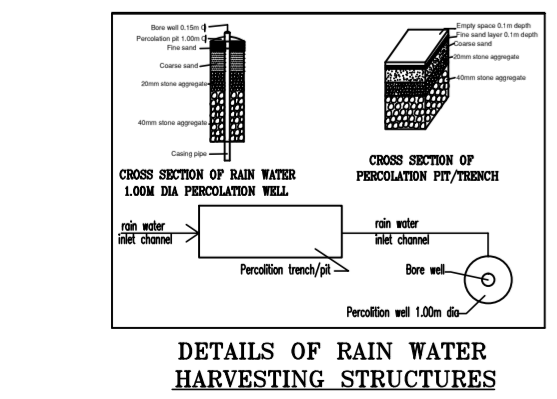 Bore well 0.15m
Percolation pit 1.00m
Fine sand
Coarse sand
20mm stone aggregate
40mm stone aggregate
Casing pipe
CROSS SECTION OF RAIN WATER
1.00M DIA PERCOLATION WELL
Empty space 0.1m depth
Fine sand layer 0.1m depth
Coarse sand
20mm stone aggregate
40mm stone aggregate
CROSS SECTION OF
PERCOLATION PIT/TRENCH
rain water
inlet channel
Percolition trench/pit
rain water
inlet channel
Bore well
Percolition well 1.00m dia
DETAILS OF RAIN WATER
HARVESTING STRUCTURES